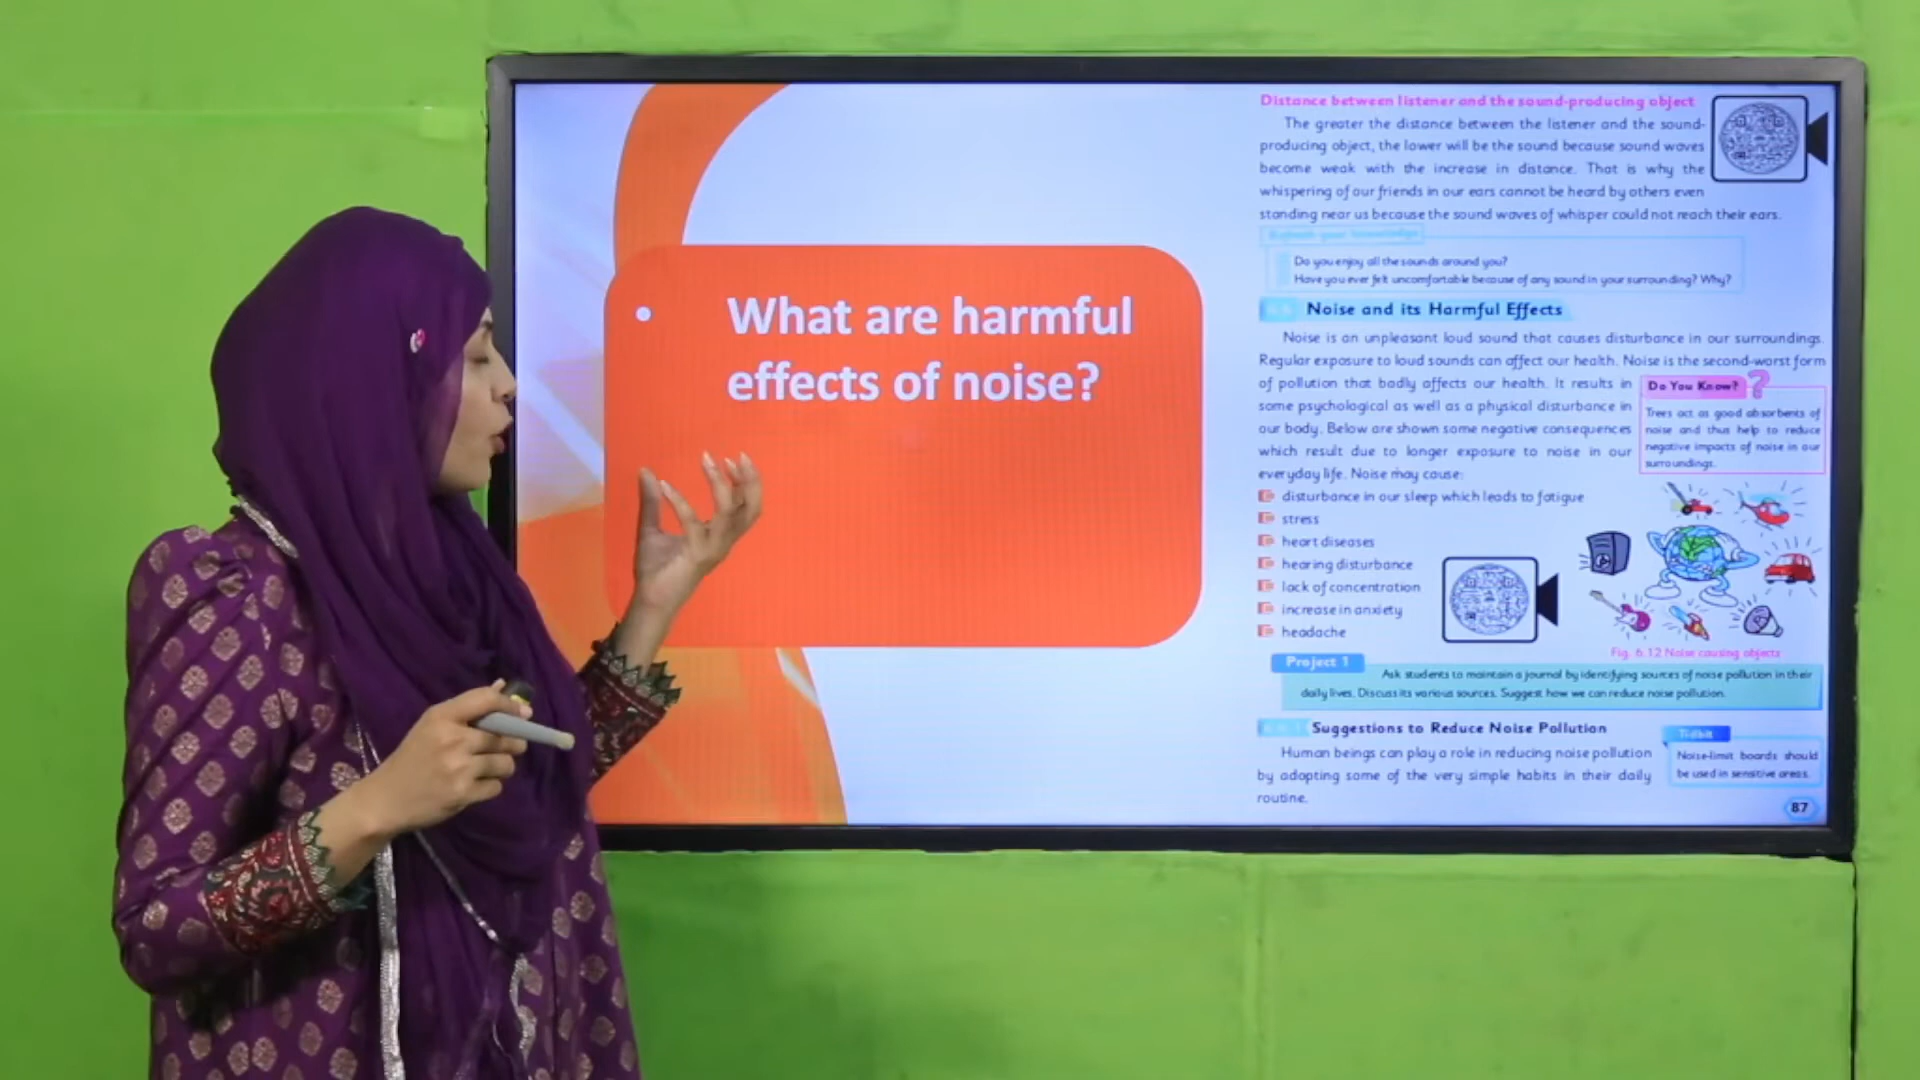 What are harmful
effects of noise?
Distance between listener and the sound-producing object
The greater the distance between the listener and the sound-
producing object, the lower will be the sound because sound waves
become weak with the increase in distance. That is why the
whispering of our friends in our ears cannot be heard by others even
standing near us because the sound waves of whisper could not reach their ears.
Refresh your knowledge
Do you enjoy all the sounds around you?
Have you ever felt uncomfortable because of any sound in your surrounding? Why?
Noise and its Harmful Effects
Noise is an unpleasant loud sound that causes disturbance in our surroundings.
Regular exposure to loud sounds can affect our health. Noise is the second-worst form
of pollution that badly affects our health. It results in
some psychological as well as a physical disturbance in
our body. Below are shown some negative consequences
which result due to longer exposure to noise in our
everyday life. Noise may cause:
Do You Know?
Trees act as good absorbents of
noise and thus help to reduce
negative impacts of noise in our
surroundings.
disturbance in our sleep which leads to fatigue
stress
heart diseases
hearing disturbance
lack of concentration
increase in anxiety
headache
Fig. 6.12 Noise causing objects
Project 1
Ask students to maintain a journal by identifying sources of noise pollution in their
daily lives. Discuss its various sources. Suggest how we can reduce noise pollution.
Suggestions to Reduce Noise Pollution
Human beings can play a role in reducing noise pollution
by adopting some of the very simple habits in their daily
routine.
Tidbit
Noise-limit boards should
be used in sensitive areas.
87